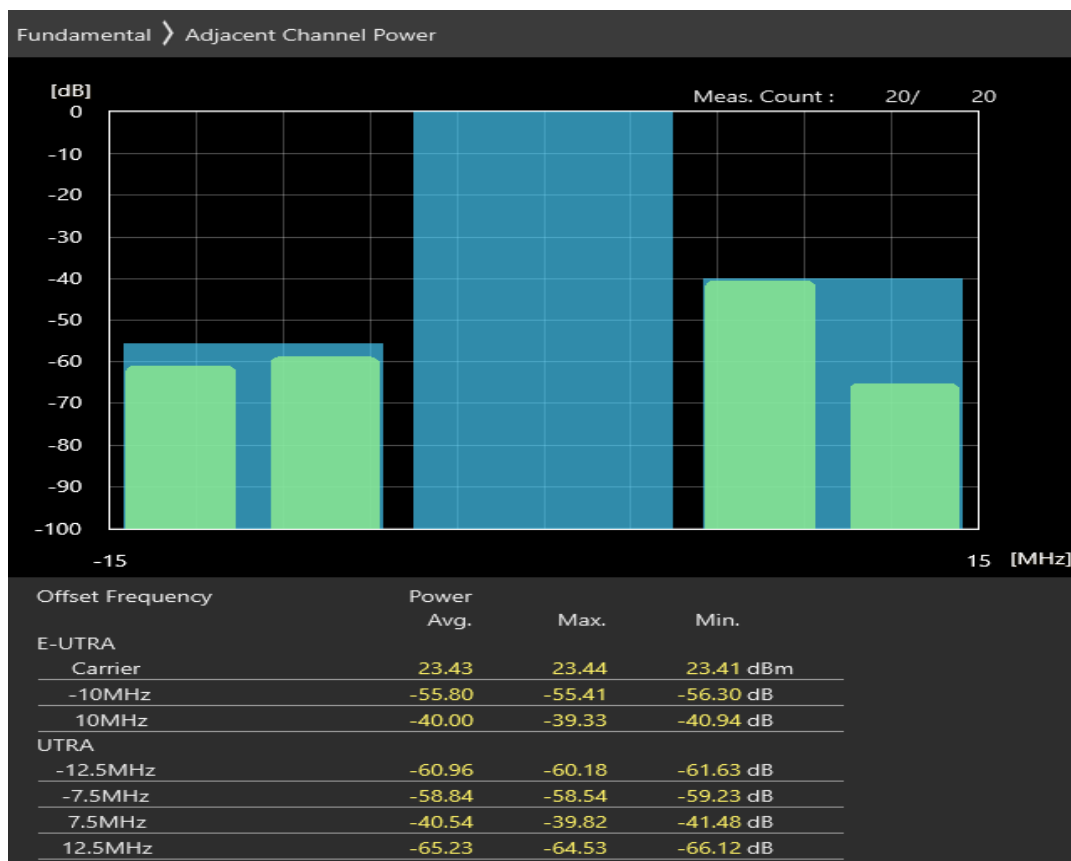 Fundamental 〉 Adjacent Channel Power
[dB]
Meas. Count : 20/ 20
0
-10
-20
-30
-40
-50
-60
-70
-80
-90
-100
-15 15 [MHz]
Offset Frequency Power
Avg. Max. Min.
E-UTRA
Carrier 23.43 23.44 23.41 dBm
-10MHz -55.80 -55.41 -56.30 dB
10MHz -40.00 -39.33 -40.94 dB
UTRA
-12.5MHz -60.96 -60.18 -61.63 dB
-7.5MHz -58.84 -58.54 -59.23 dB
7.5MHz -40.54 -39.82 -41.48 dB
12.5MHz -65.23 -64.53 -66.12 dB